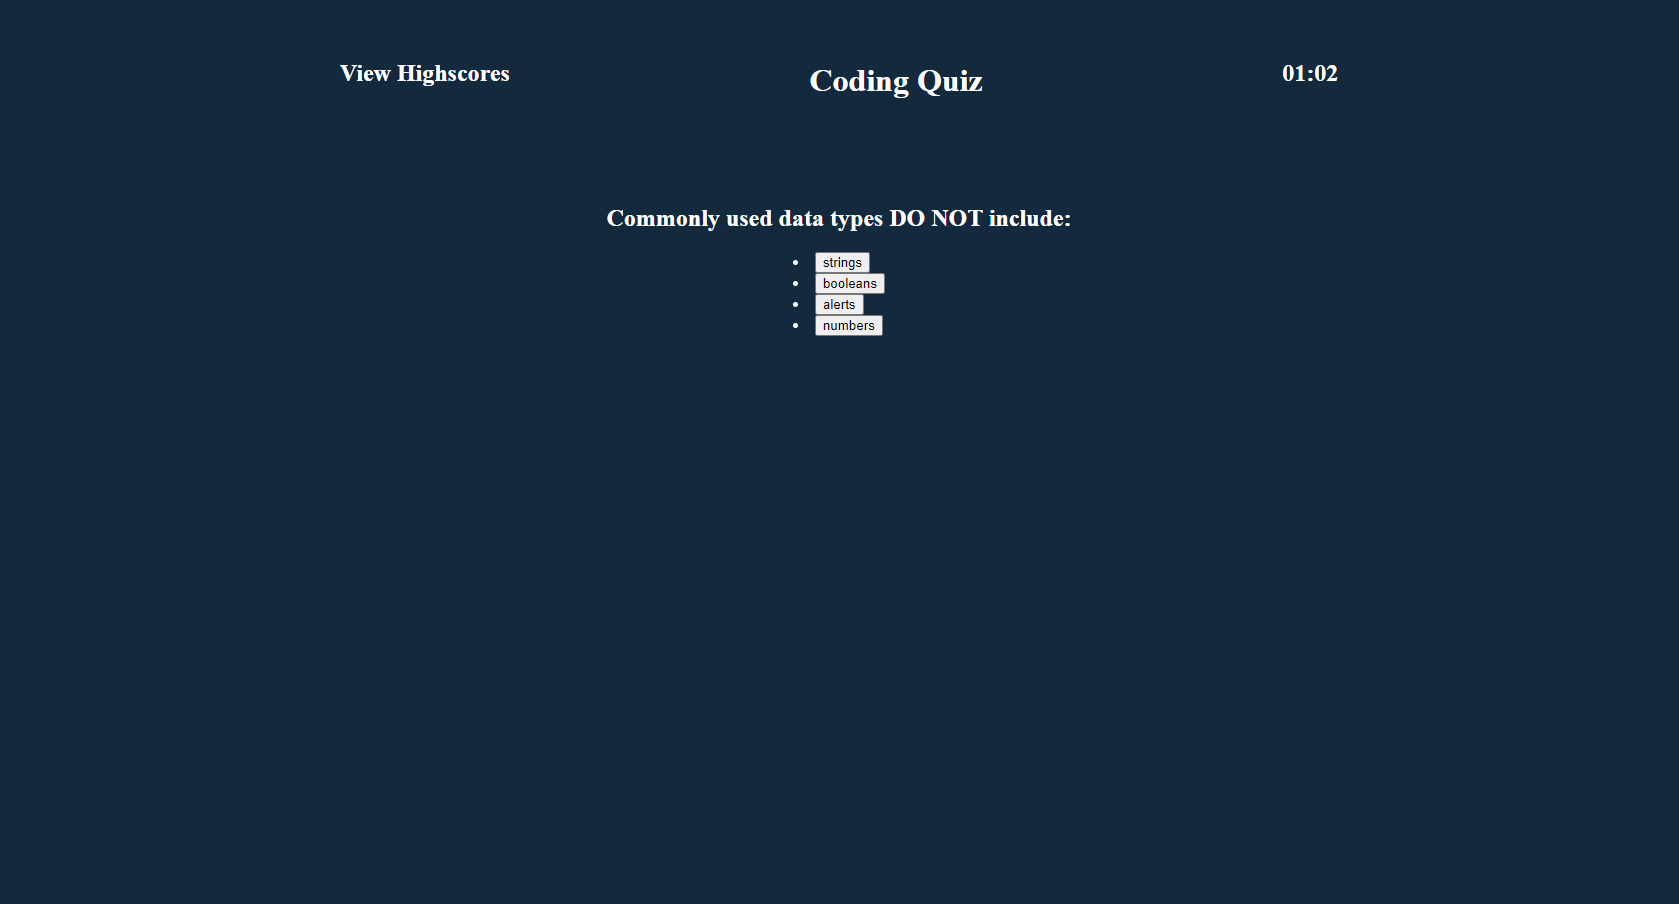 View Highscores
Coding Quiz
01:02
Commonly used data types DO NOT include:
strings
booleans
alerts
numbers